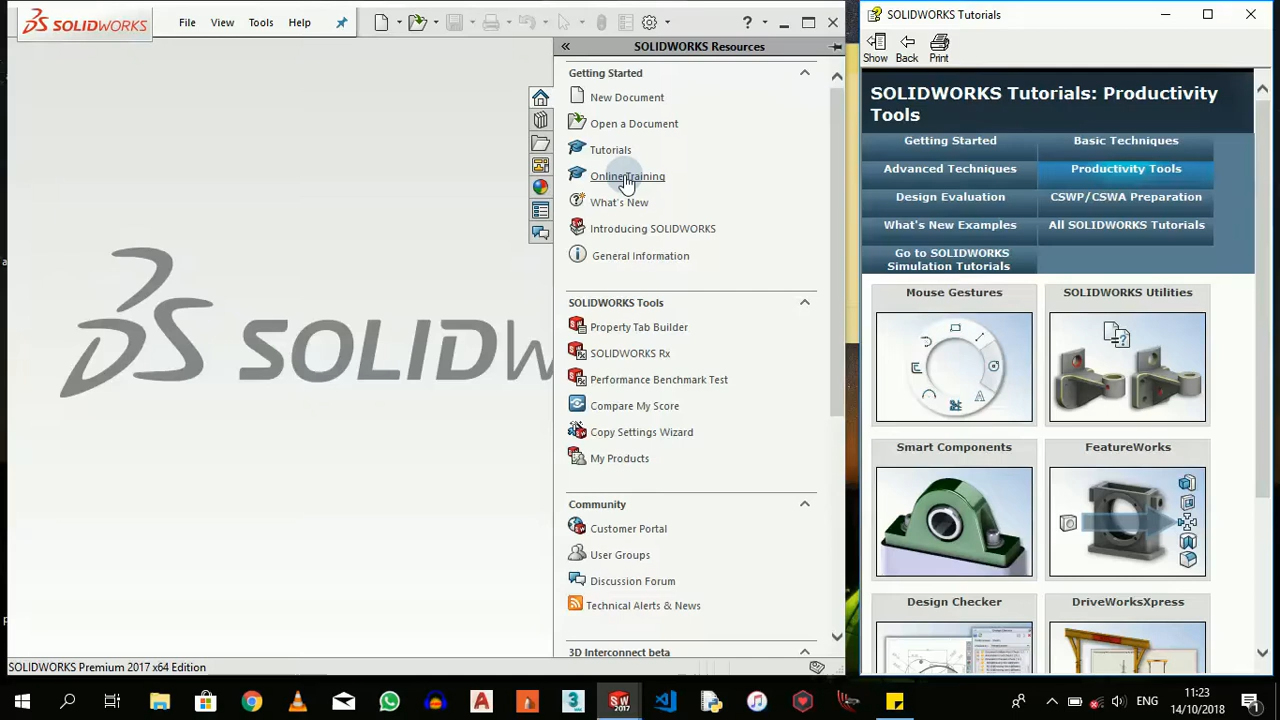 SOLIDWORKS
File
View
Tools
Help
?
SOLIDWORKS Resources
Getting Started
New Document
Open a Document
Tutorials
Online Training
What's New
Introducing SOLIDWORKS
General Information
SOLIDWORKS Tools
Property Tab Builder
SOLIDWORKS Rx
Performance Benchmark Test
Compare My Score
Copy Settings Wizard
My Products
Community
Customer Portal
User Groups
Discussion Forum
Technical Alerts & News
3D Interconnect beta
SOLIDW
SOLIDWORKS Premium 2017 x64 Edition
SOLIDWORKS Tutorials
Show
Back
Print
SOLIDWORKS Tutorials: Productivity
Tools
Getting Started
Basic Techniques
Advanced Techniques
Productivity Tools
Design Evaluation
CSWP/CSWA Preparation
What's New Examples
All SOLIDWORKS Tutorials
Go to SOLIDWORKS
Simulation Tutorials
Mouse Gestures
SOLIDWORKS Utilities
Smart Components
FeatureWorks
Design Checker
DriveWorksXpress
ENG
11:23
14/10/2018